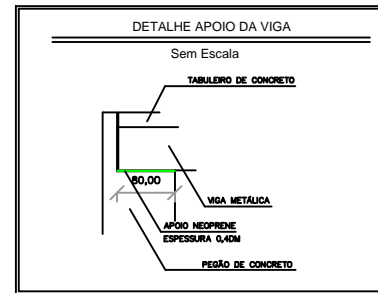 DETALHE APOIO DA VIGA
Sem Escala
TABULEIRO DE CONCRETO
80,00
VIGA METÁLICA
APOIO NEOPRENE
ESPESSURA 0,4DM
PEGÃO DE CONCRETO